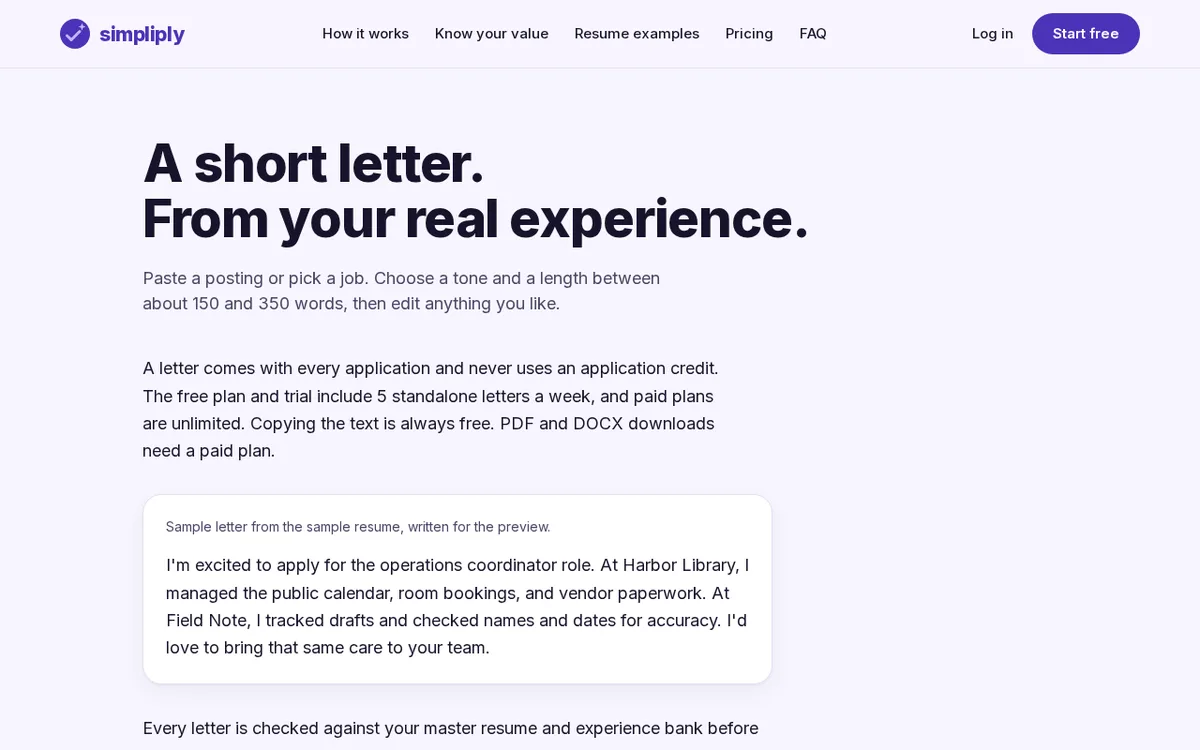 simpliply
How it works
Know your value
Resume examples
Pricing
FAQ
Log in
Start free
A short letter.
From your real experience.
Paste a posting or pick a job. Choose a tone and a length between
about 150 and 350 words, then edit anything you like.
A letter comes with every application and never uses an application credit.
The free plan and trial include 5 standalone letters a week, and paid plans
are unlimited. Copying the text is always free. PDF and DOCX downloads
need a paid plan.
Sample letter from the sample resume, written for the preview.
I'm excited to apply for the operations coordinator role. At Harbor Library, I
managed the public calendar, room bookings, and vendor paperwork. At
Field Note, I tracked drafts and checked names and dates for accuracy. I'd
love to bring that same care to your team.
Every letter is checked against your master resume and experience bank before